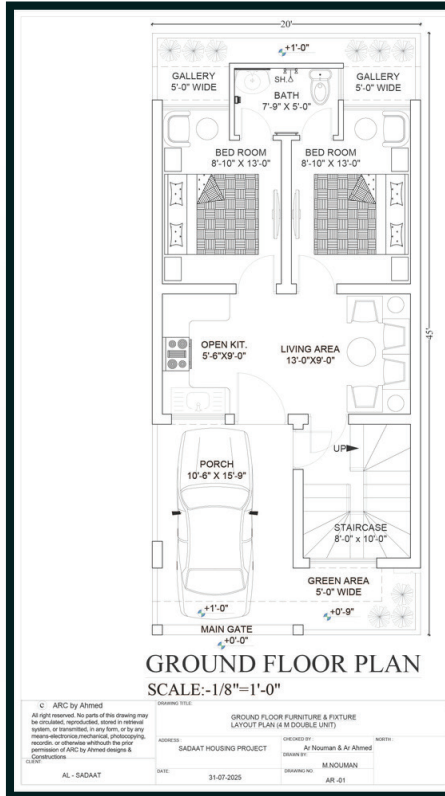 20'
+1'-0"
GALLERY
5'-0" WIDE
SH.
BATH
7'-9" X 5'-0"
GALLERY
5'-0" WIDE
BED ROOM
8'-10" X 13'-0"
BED ROOM
8'-10" X 13'-0"
45'
OPEN KIT.
5'-6"X9'-0"
LIVING AREA
13'-0"X9'-0"
UP
PORCH
10'-6" X 15'-9"
STAIRCASE
8'-0" x 10'-0"
GREEN AREA
5'-0" WIDE
+1'-0"
+0'-9"
MAIN GATE
+0'-0"
GROUND FLOOR PLAN
SCALE:-1/8"=1'-0"
C ARC by Ahmed
All right reserved. No parts of this drawing may
be circulated, reproductied, stored in retrieval
system, or transmitted, in any form, or by any
means-electronice,mechanical, photocopying,
recordin. or otherwise whithouth the prior
permission of ARC by Ahmed designs &
Constructions
CLIENT:
AL - SADAAT
DRAWING TITLE:
GROUND FLOOR FURNITURE & FIXTURE
LAYOUT PLAN (4 M DOUBLE UNIT)
ADDRESS:
SADAAT HOUSING PROJECT
DATE:
31-07-2025
CHECKED BY :
Ar Nouman & Ar Ahmed
DRAWN BY:
M.NOUMAN
DRAWING NO:
AR -01
NORTH :